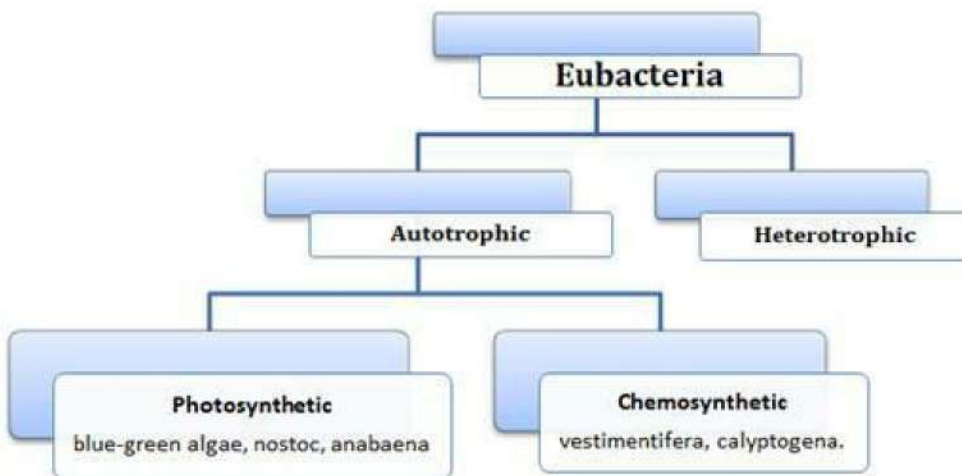 Eubacteria
Autotrophic
Heterotrophic
Photosynthetic
blue-green algae, nostoc, anabaena
Chemosynthetic
vestimentifera, calyptogena.